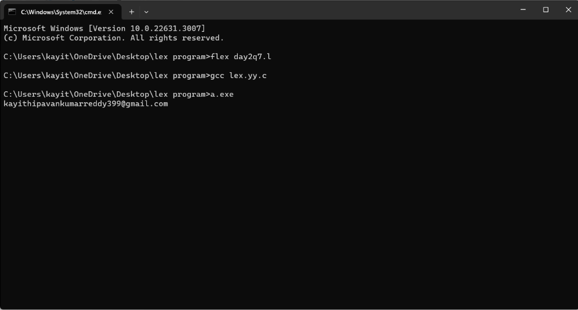 C:\Windows\System32\cmd.e
Microsoft Windows [Version 10.0.22631.3007]
(c) Microsoft Corporation. All rights reserved.
C:\Users\kayit\OneDrive\Desktop\lex program>flex day2q7.l
C:\Users\kayit\OneDrive\Desktop\lex program>gcc lex.yy.c
C:\Users\kayit\OneDrive\Desktop\lex program>a.exe
kayithipavankumarreddy399@gmail.com